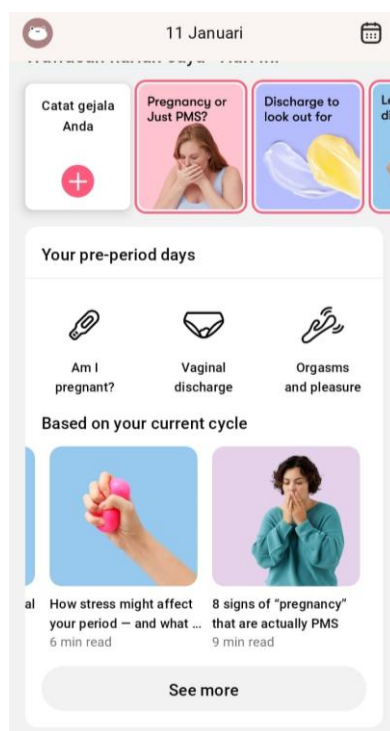 11 Januari
Catat gejala
Anda
Pregnancy or
Just PMS?
Discharge to
look out for
Your pre-period days
Am I
pregnant?
Vaginal
discharge
Orgasms
and pleasure
Based on your current cycle
al
How stress might affect
your period — and what ...
6 min read
8 signs of “pregnancy”
that are actually PMS
9 min read
See more